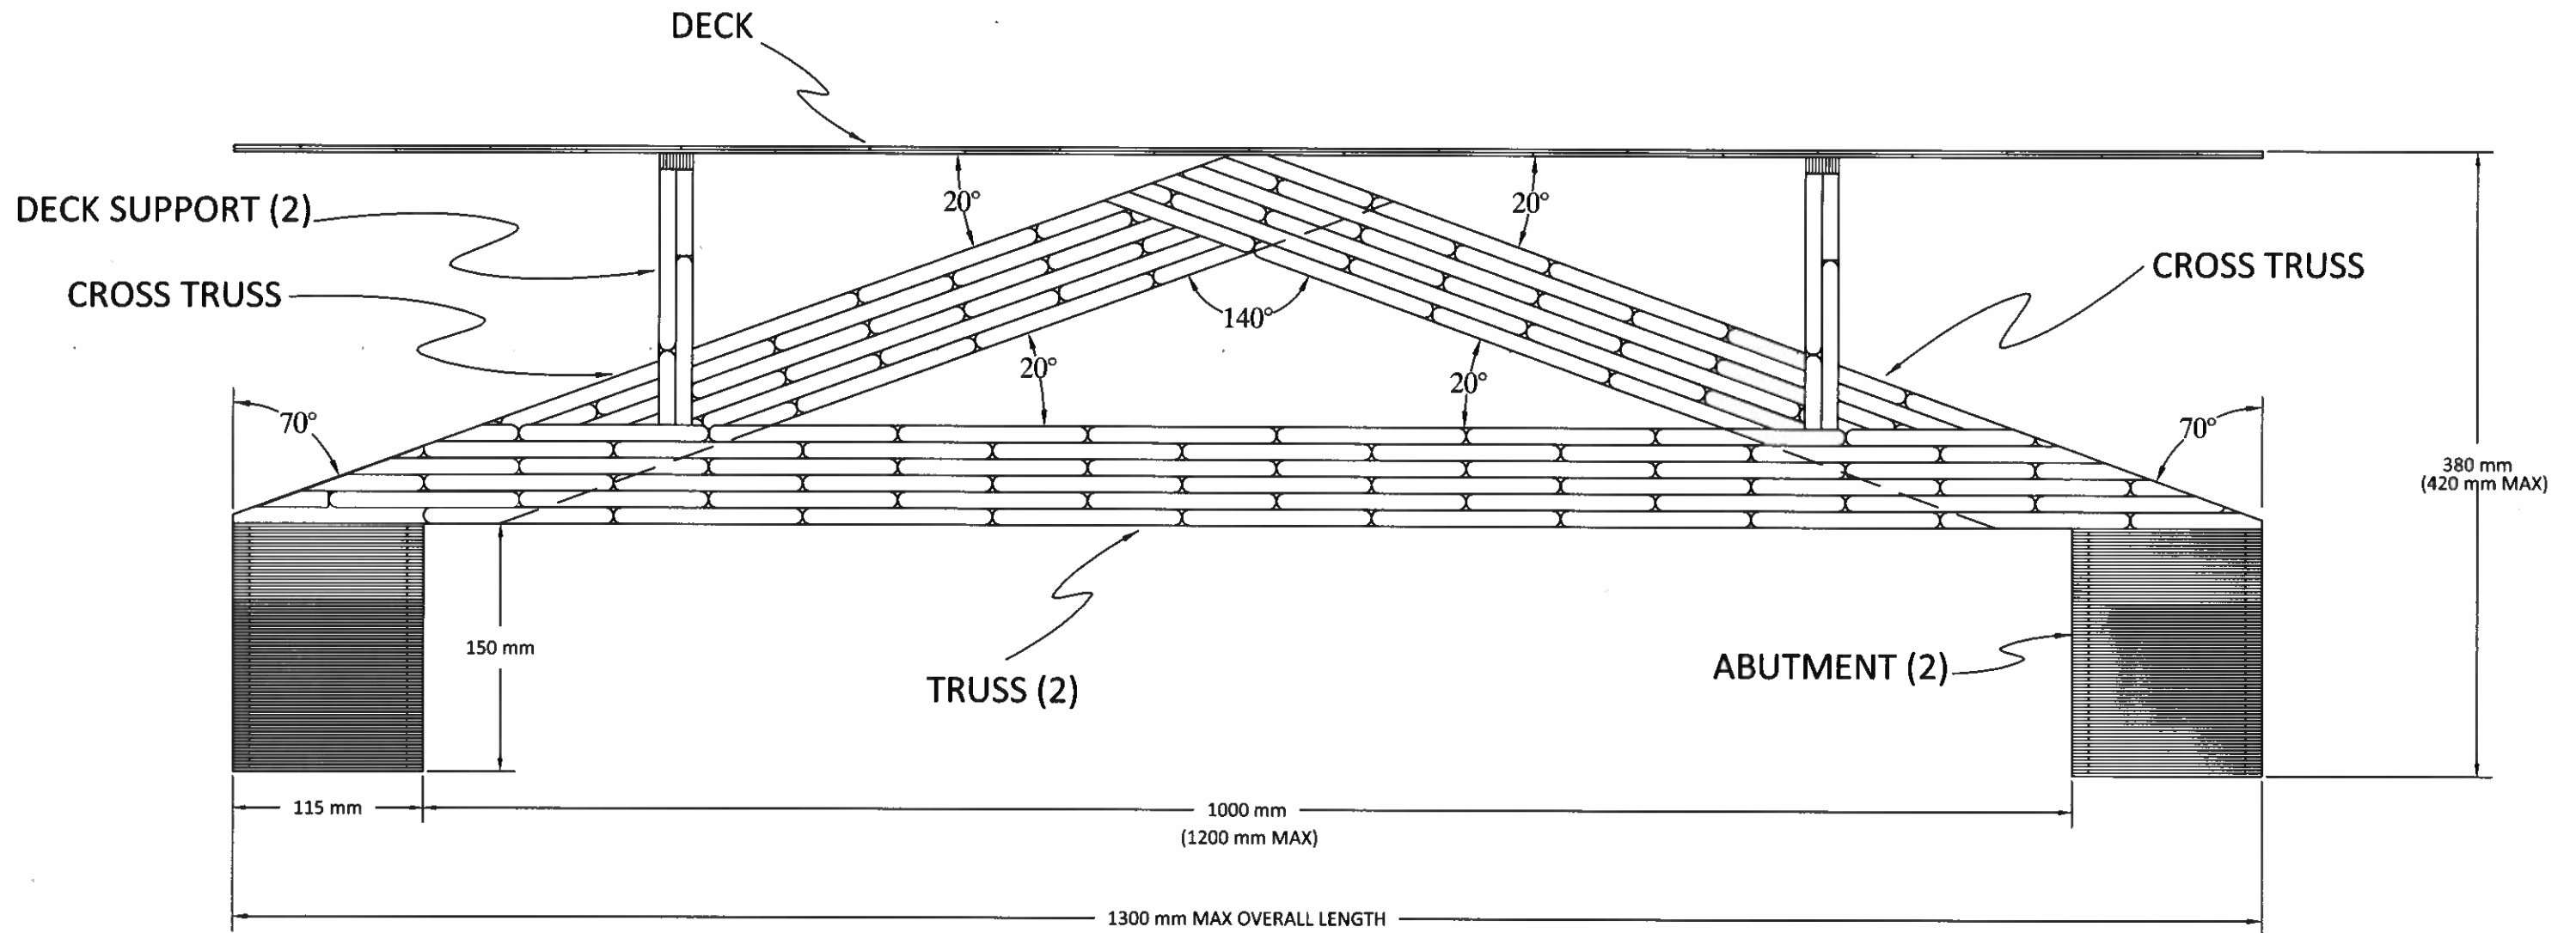 DECK
DECK SUPPORT (2)
CROSS TRUSS
CROSS TRUSS
20°
20°
140°
20°
20°
70°
70°
380 mm
(420 mm MAX)
150 mm
TRUSS (2)
ABUTMENT (2)
115 mm
1000 mm
(1200 mm MAX)
1300 mm MAX OVERALL LENGTH